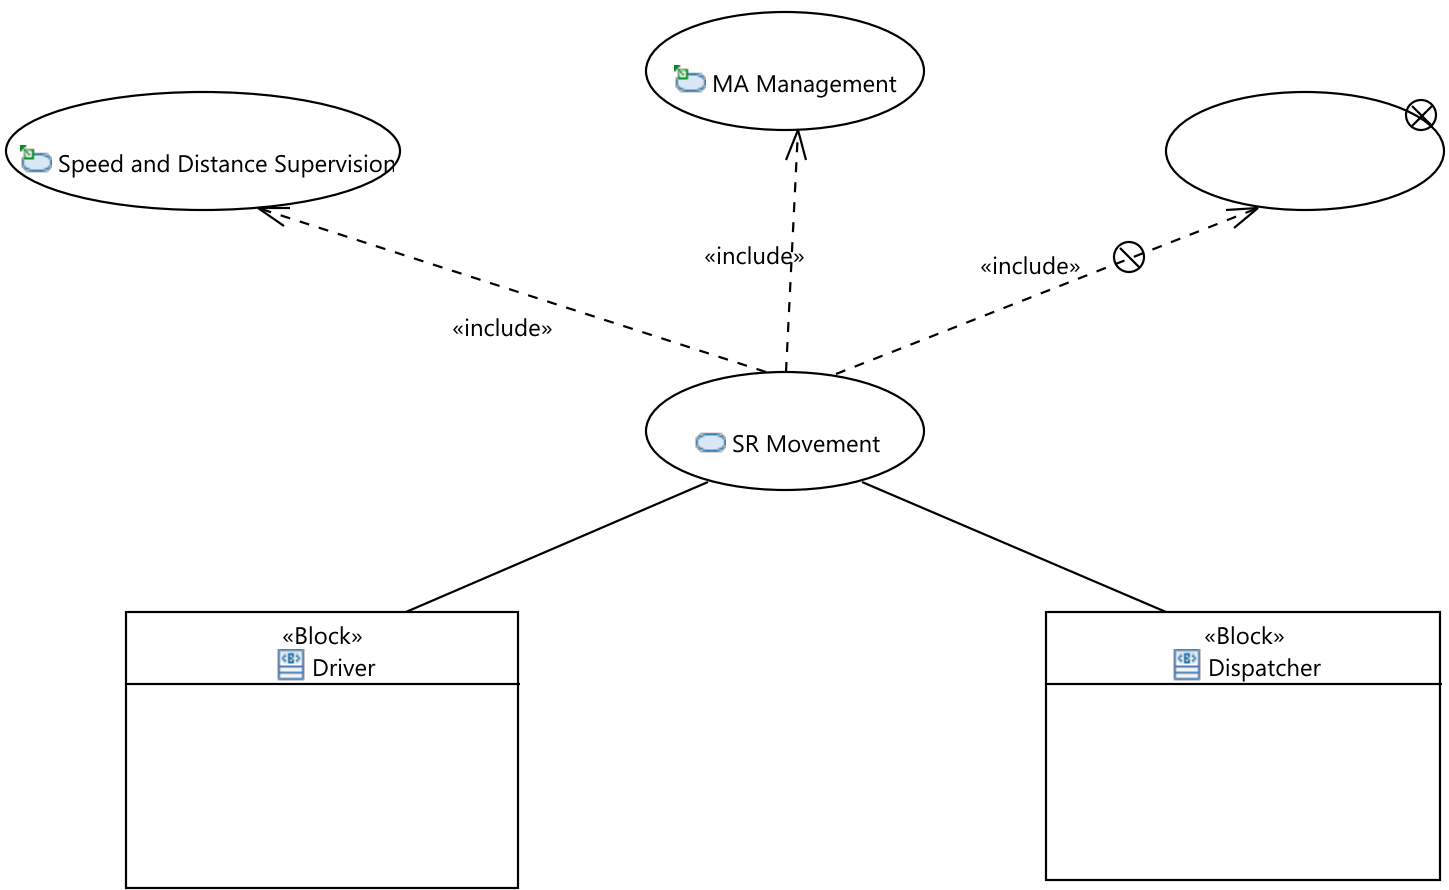 MA Management
Speed and Distance Supervision
«include»
«include»
«include»
SR Movement
«Block»
Driver
«Block»
Dispatcher